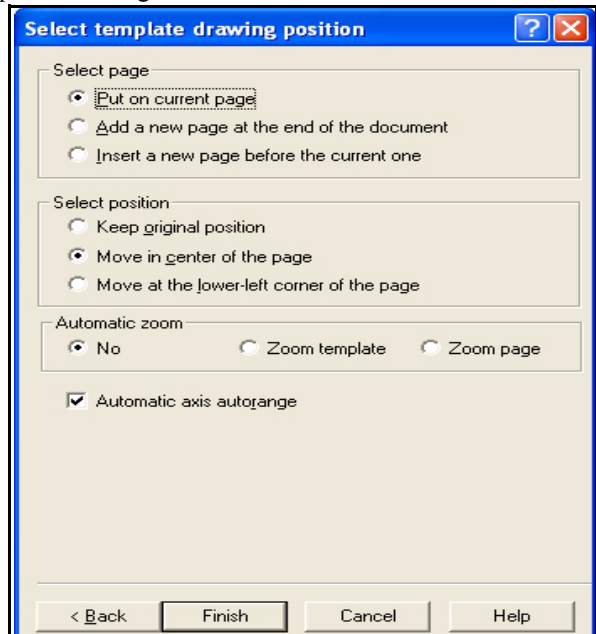 Select template drawing position
Select page
Put on current page
Add a new page at the end of the document
Insert a new page before the current one
Select position
Keep original position
Move in center of the page
Move at the lower-left corner of the page
Automatic zoom
No Zoom template Zoom page
Automatic axis autorange
< Back Finish Cancel Help